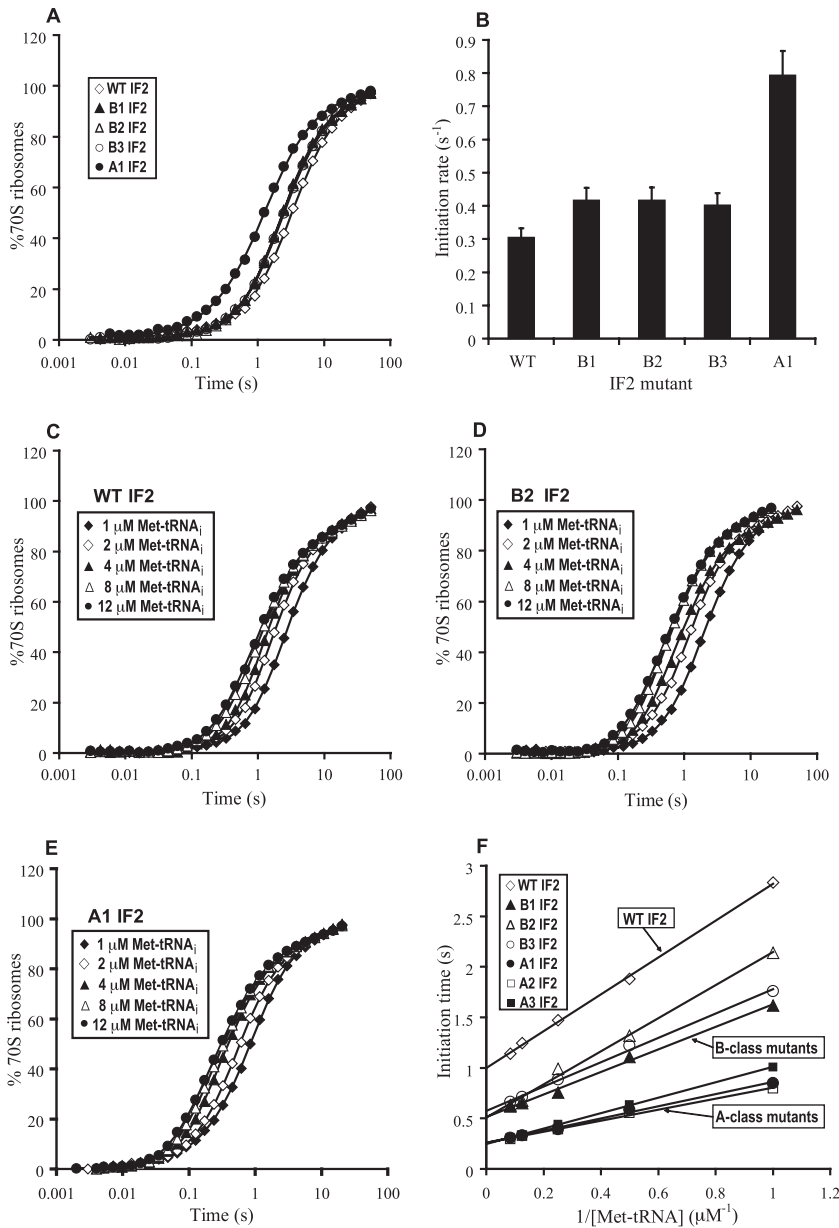 A
120
100
80
60
40
20
0
%70S ribosomes
WT IF2
B1 IF2
B2 IF2
B3 IF2
A1 IF2
0.001 0.01 0.1 1 10 100
Time (s)
B
0.9
0.8
0.7
0.6
0.5
0.4
0.3
0.2
0.1
0
Initiation rate (s⁻¹)
WT B1 B2 B3 A1
IF2 mutant
C
120
100
80
60
40
20
0
%70S ribosomes
WT IF2
1 μM Met-tRNAᵢ
2 μM Met-tRNAᵢ
4 μM Met-tRNAᵢ
8 μM Met-tRNAᵢ
12 μM Met-tRNAᵢ
0.001 0.01 0.1 1 10 100
Time (s)
D
120
100
80
60
40
20
0
% 70S ribosomes
B2 IF2
1 μM Met-tRNAᵢ
2 μM Met-tRNAᵢ
4 μM Met-tRNAᵢ
8 μM Met-tRNAᵢ
12 μM Met-tRNAᵢ
0.001 0.01 0.1 1 10 100
Time (s)
E
120
100
80
60
40
20
0
% 70S ribosomes
A1 IF2
1 μM Met-tRNAᵢ
2 μM Met-tRNAᵢ
4 μM Met-tRNAᵢ
8 μM Met-tRNAᵢ
12 μM Met-tRNAᵢ
0.001 0.01 0.1 1 10 100
Time (s)
F
3
2.5
2
1.5
1
0.5
0
Initiation time (s)
WT IF2
B1 IF2
B2 IF2
B3 IF2
A1 IF2
A2 IF2
A3 IF2
WT IF2
B-class mutants
A-class mutants
0 0.2 0.4 0.6 0.8 1 1.2
1/[Met-tRNA] (μM⁻¹)